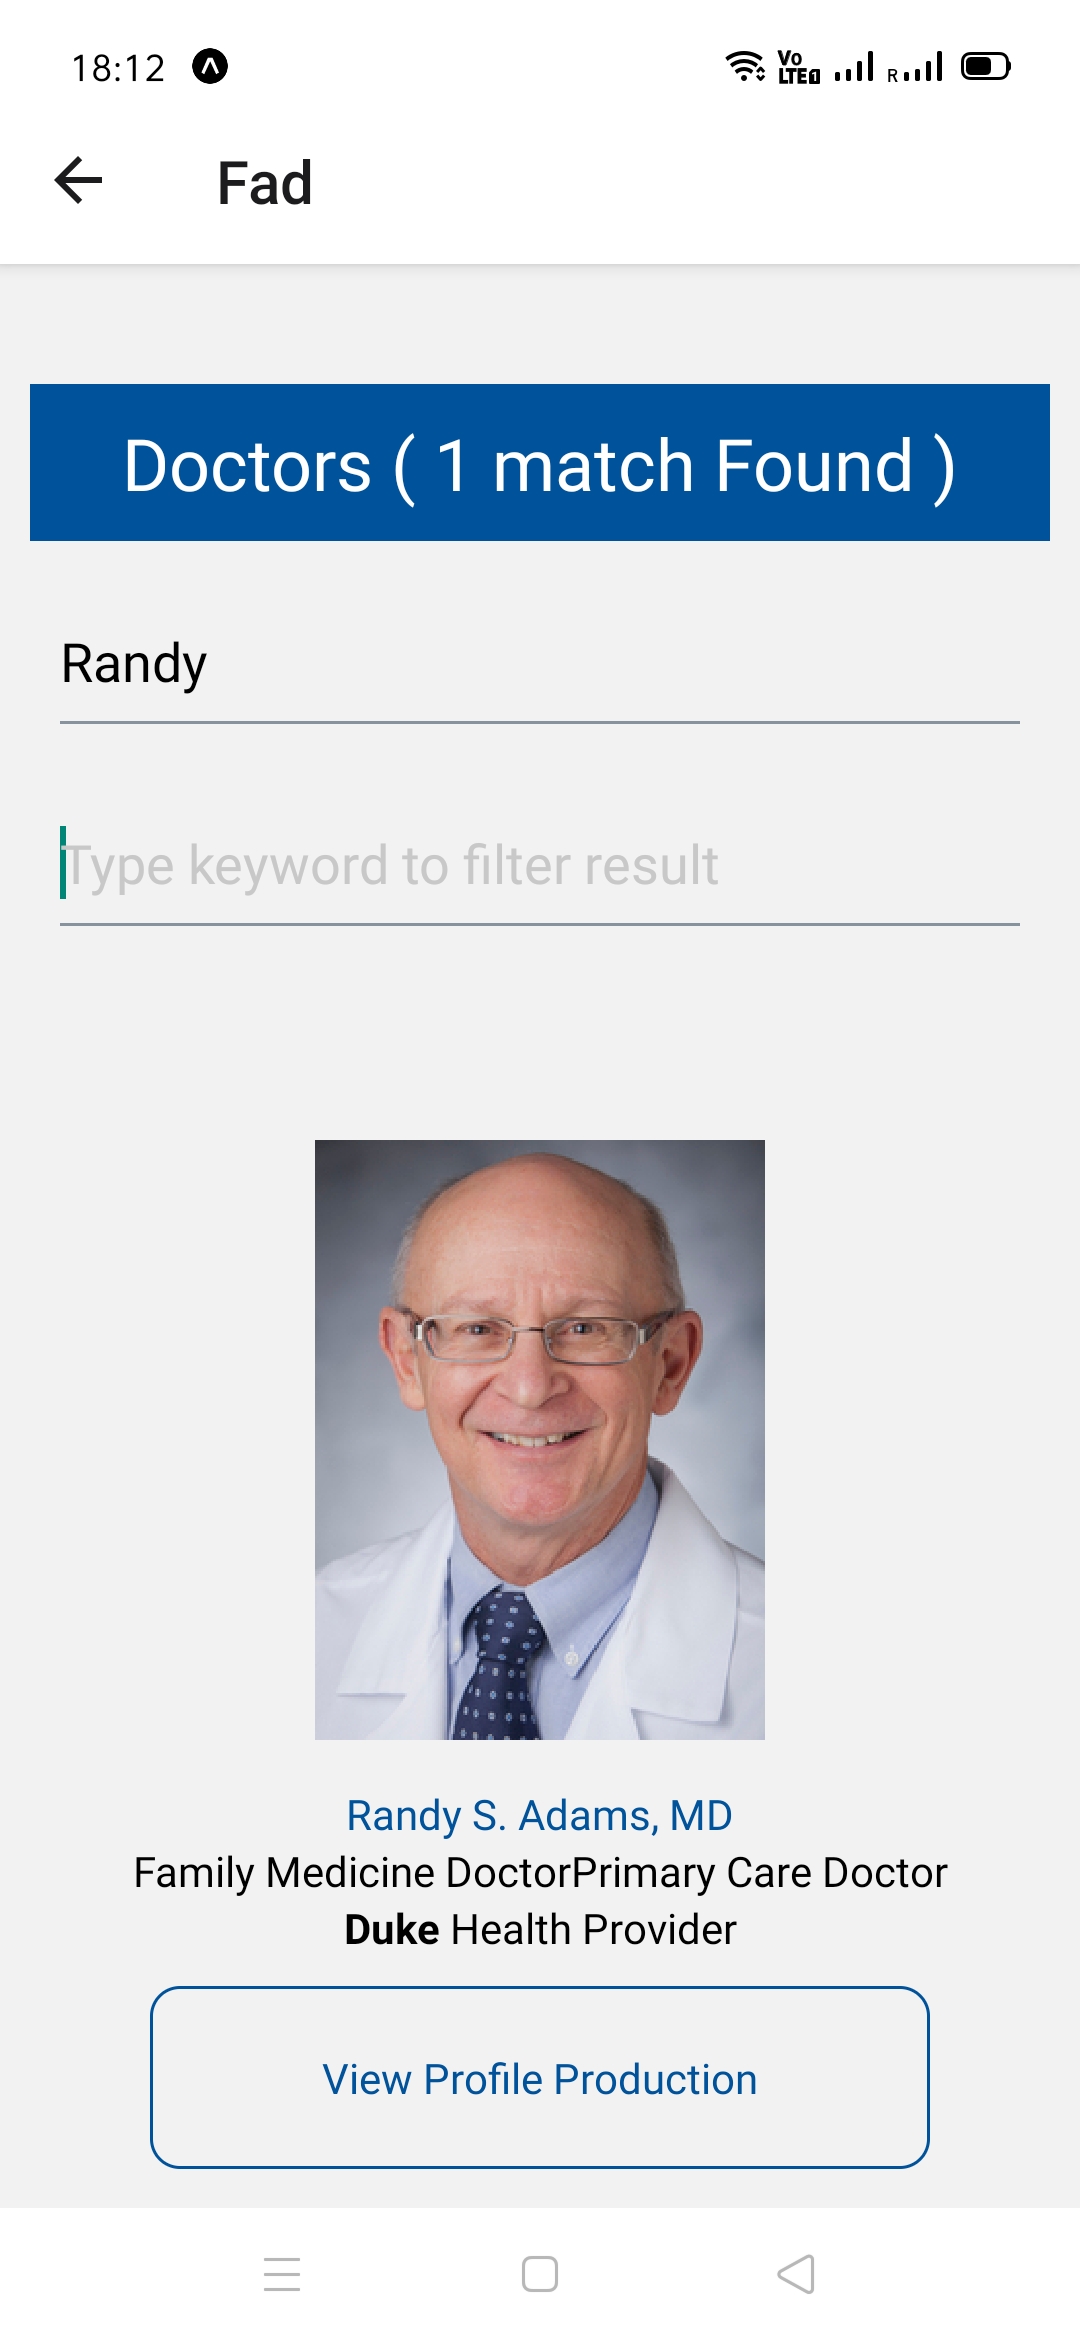 18:12
Vo
LTE1
R
Fad
Doctors ( 1 match Found )
Randy
Type keyword to filter result
Randy S. Adams, MD
Family Medicine DoctorPrimary Care Doctor
Duke Health Provider
View Profile Production